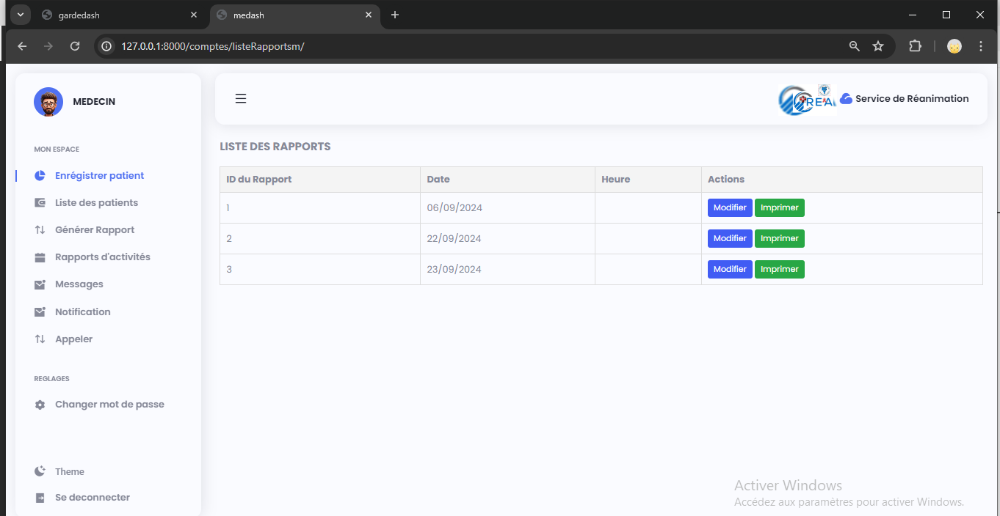 gardedash
medash
127.0.0.1:8000/comptes/listeRapportsm/
MEDECIN
REA
Service de Réanimation
MON ESPACE
Enrégistrer patient
Liste des patients
Générer Rapport
Rapports d'activités
Messages
Notification
Appeler
REGLAGES
Changer mot de passe
Theme
Se deconnecter
LISTE DES RAPPORTS
ID du Rapport Date Heure Actions
1 06/09/2024 Modifier Imprimer
2 22/09/2024 Modifier Imprimer
3 23/09/2024 Modifier Imprimer
Activer Windows
Accédez aux paramètres pour activer Windows.